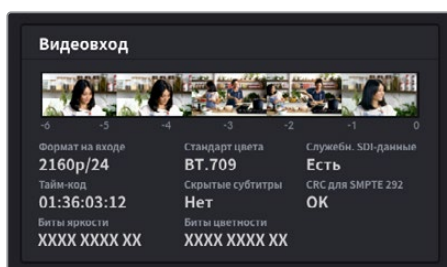 Видеовход
-6 -5 -4 -3 -2 -1 0
Формат на входе Стандарт цвета Служебн. SDI-данные
2160p/24 BT.709 Есть
Тайм-код Скрытые субтитры CRC для SMPTE 292
01:36:03:12 Нет OK
Биты яркости Биты цветности
XXXX XXXX XX XXXX XXXX XX